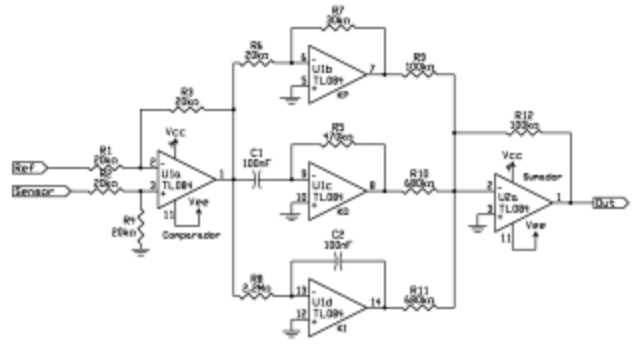 R7
30kΩ
R6
20kΩ
6
7
U1b
5
TL084
KP
R9
100kΩ
R3
20kΩ
R12
100kΩ
Vcc
R1
20kΩ
Ref
2
U1a
TL084
1
R2
20kΩ
Sensor
3
11
Vee
R4
20kΩ
Comparador
C1
100nF
R5
470kΩ
9
U1c
8
10
TL084
KD
R10
680kΩ
Vcc
Sumador
2
U2a
TL084
1
Out
3
11
Vee
C2
100nF
R8
2.2MΩ
13
U1d
14
12
TL084
KI
R11
680kΩ